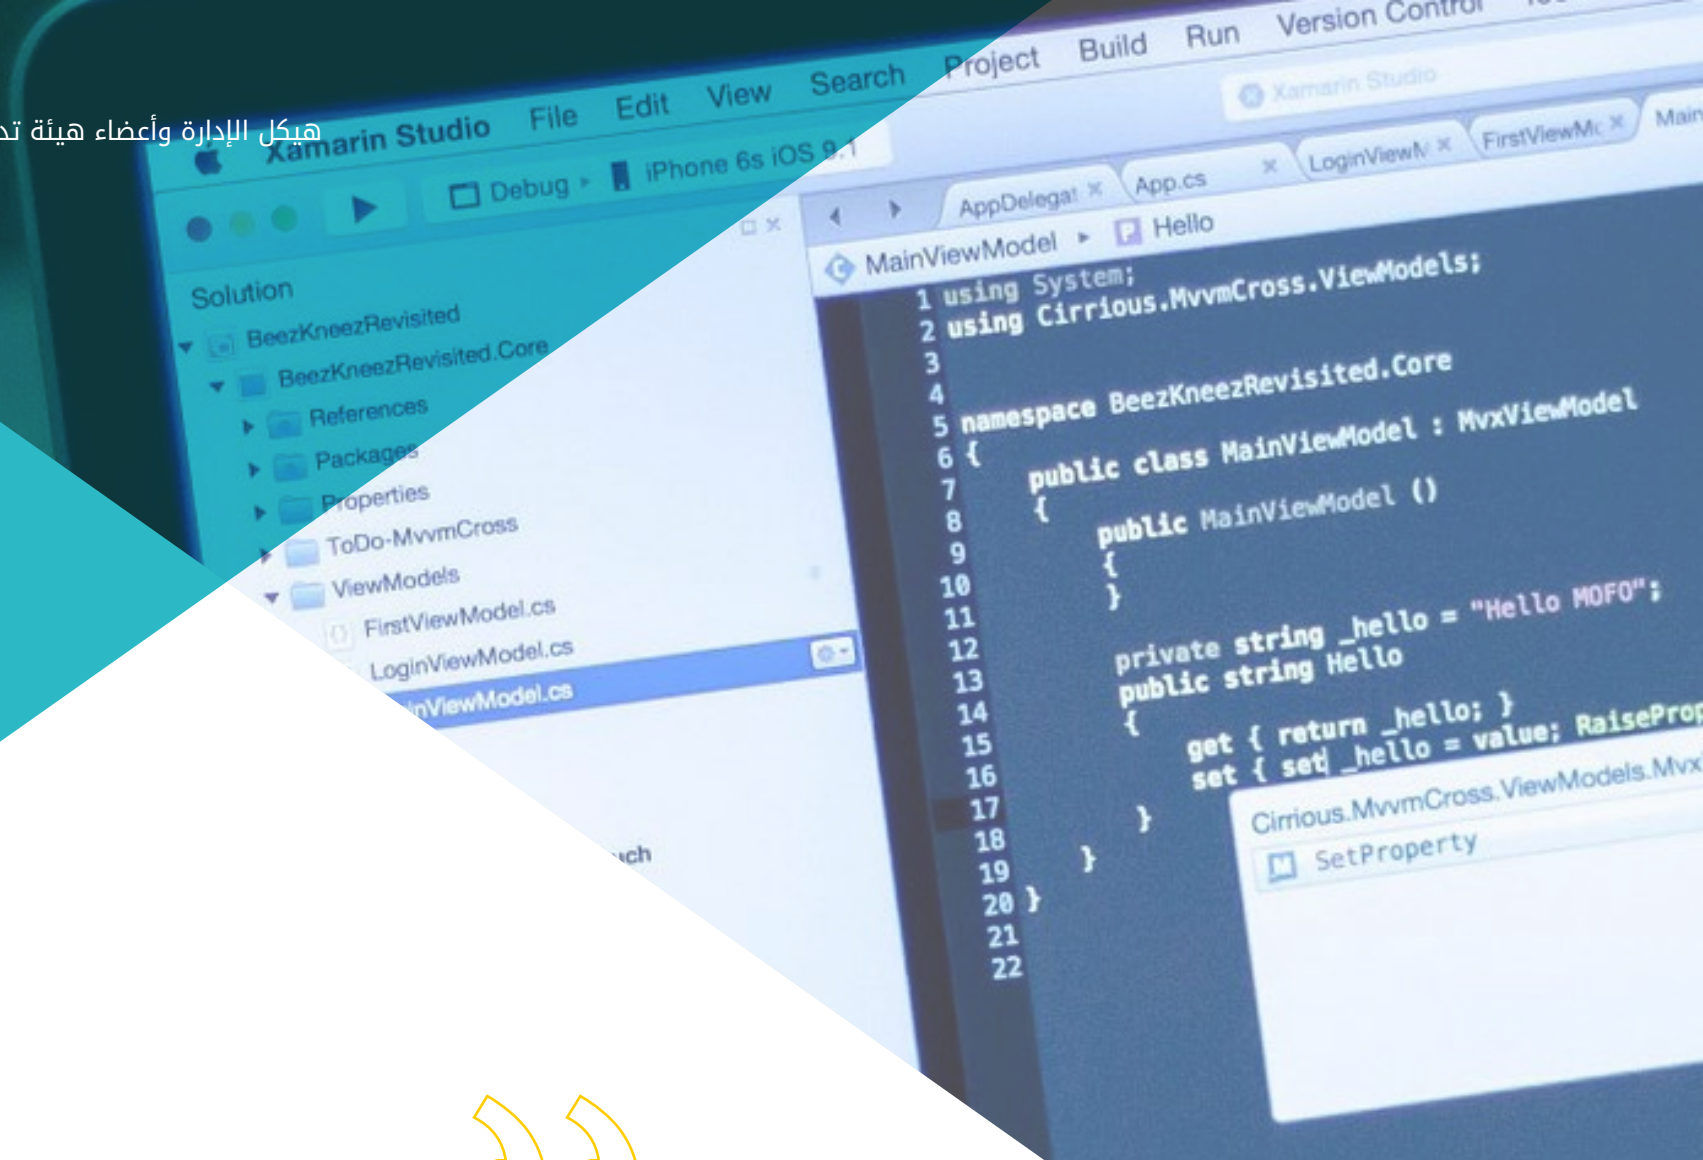 Project Build Run Version Control
Xamarin Studio File Edit View Search
هيكل الإدارة وأعضاء هيئة
Debug iPhone 6s iOS 9.1
Xamarin Studio
AppDelegat App.cs LoginViewM FirstViewMc Main
MainViewModel Hello
Solution
BeezKneezRevisited
BeezKneezRevisited.Core
References
Packages
Properties
ToDo-MvvmCross
ViewModels
FirstViewModel.cs
LoginViewModel.cs
inViewModel.cs
uch
1 using System;
2 using Cirrious.MvvmCross.ViewModels;
3
4
5 namespace BeezKneezRevisited.Core
6 {
7 public class MainViewModel : MvxViewModel
8 {
9 public MainViewModel ()
10 {
11 }
12
13 private string _hello = "Hello MOFO";
14 public string Hello
15 {
16 get { return _hello; }
17 set { set _hello = value; RaiseProp
18 }
19 }
20 }
21
22
Cirrious.MvvmCross.ViewModels.Mvx
SetProperty